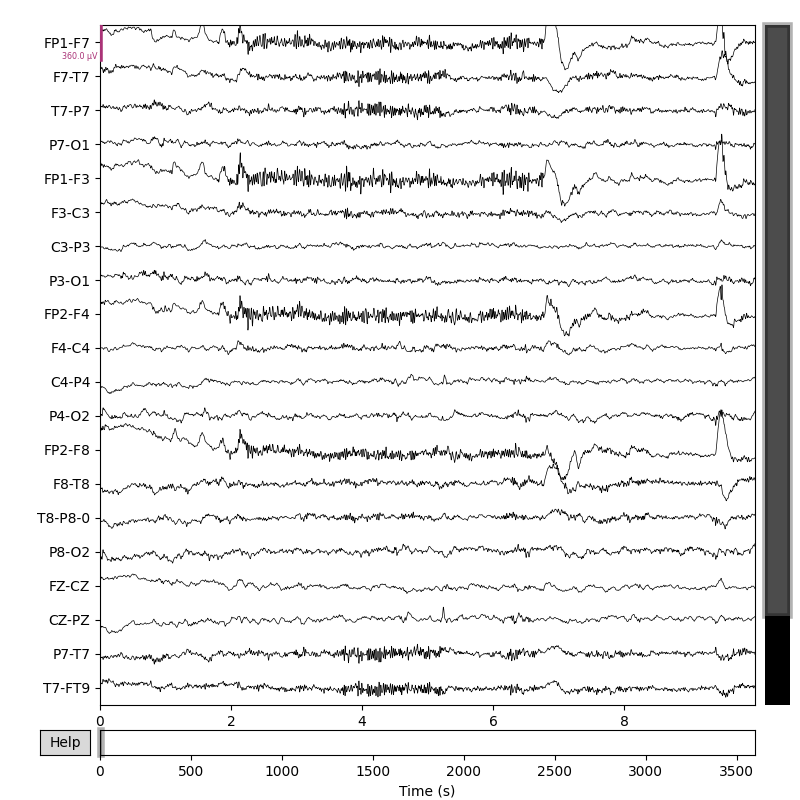 FP1-F7
360.0 µV
F7-T7
T7-P7
P7-O1
FP1-F3
F3-C3
C3-P3
P3-O1
FP2-F4
F4-C4
C4-P4
P4-O2
FP2-F8
F8-T8
T8-P8-0
P8-O2
FZ-CZ
CZ-PZ
P7-T7
T7-FT9
0 2 4 6 8
Help
0 500 1000 1500 2000 2500 3000 3500
Time (s)